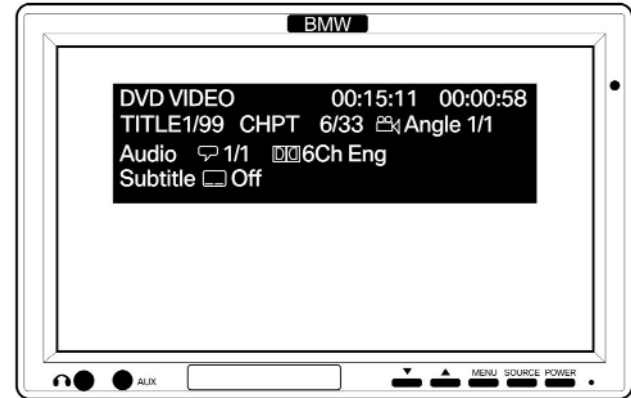 BMW
DVD VIDEO 00:15:11 00:00:58
TITLE1/99 CHPT 6/33 Angle 1/1
Audio 1/1 6Ch Eng
Subtitle Off
AUX ▼ ▲ MENU SOURCE POWER